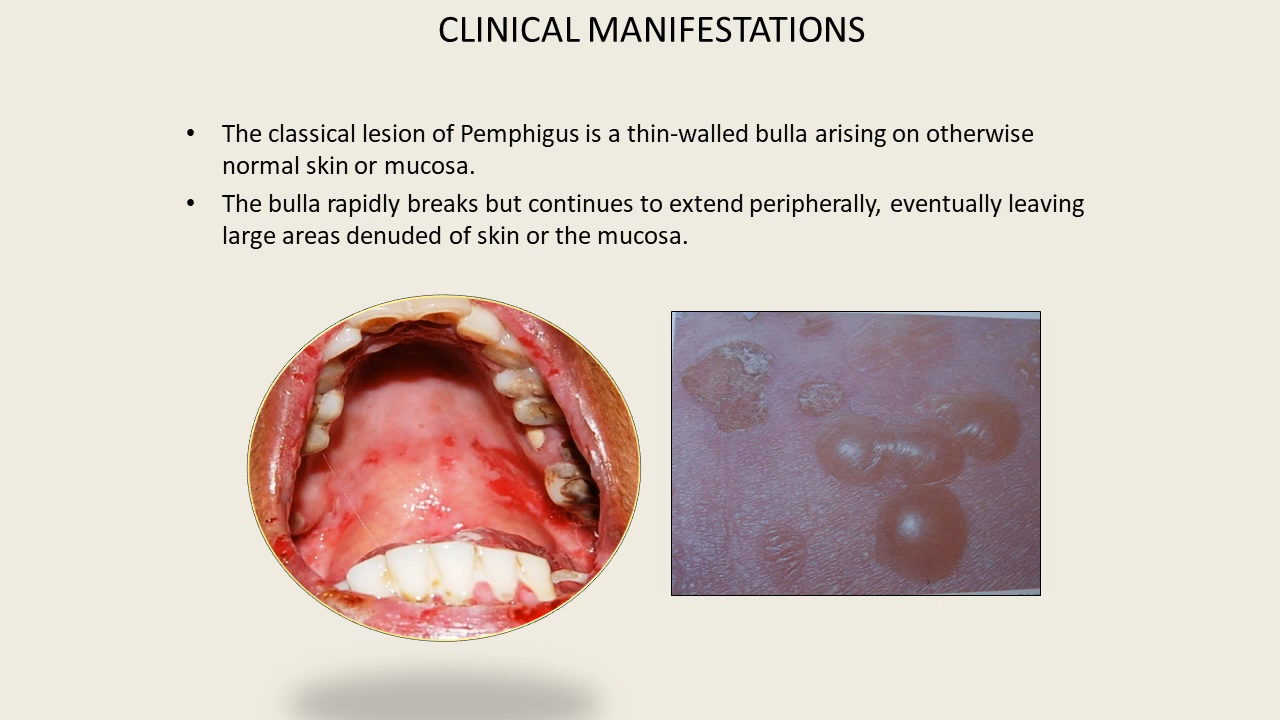 CLINICAL MANIFESTATIONS
• The classical lesion of Pemphigus is a thin-walled bulla arising on otherwise
normal skin or mucosa.
• The bulla rapidly breaks but continues to extend peripherally, eventually leaving
large areas denuded of skin or the mucosa.